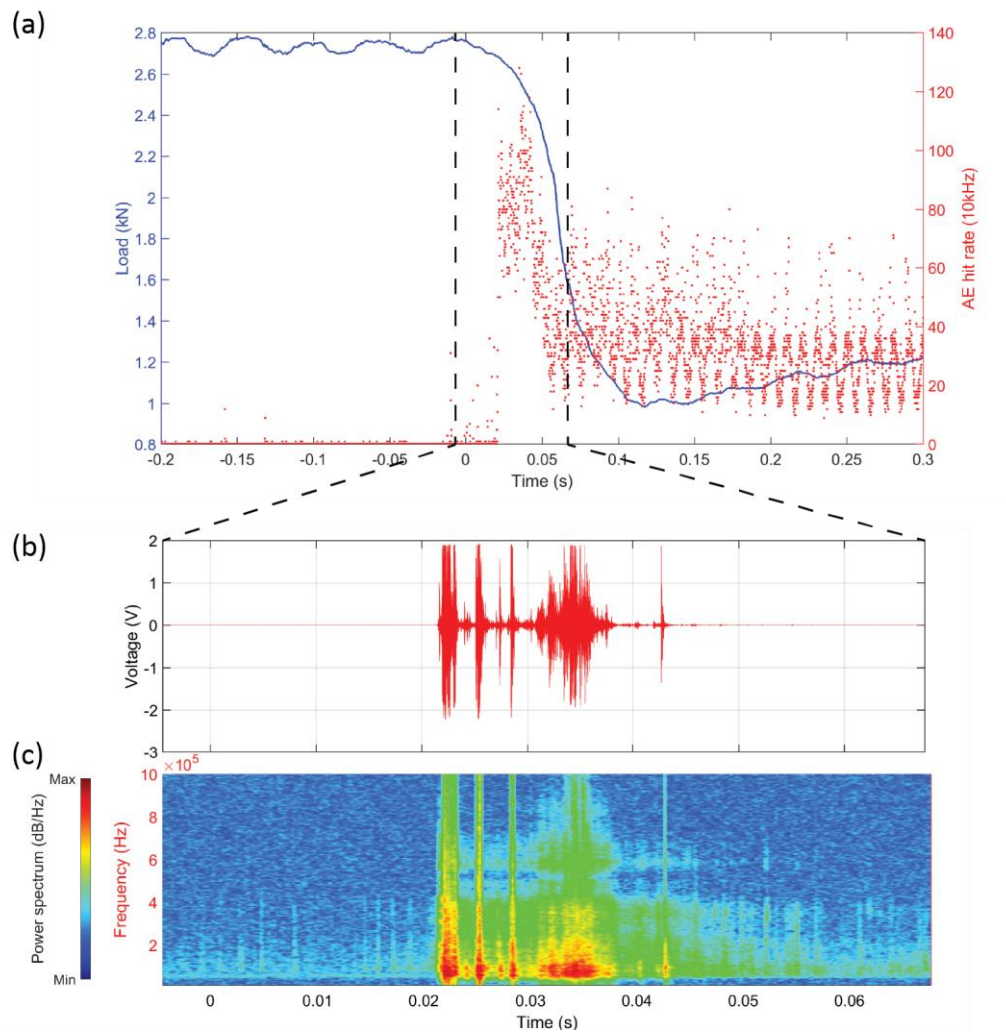 (a)
2.8
2.6
2.4
2.2
2
1.8
1.6
1.4
1.2
1
0.8
Load (kN)
140
120
100
80
60
40
20
0
AE hit rate (10kHz)
-0.2 -0.15 -0.1 -0.05 0 0.05 0.1 0.15 0.2 0.25 0.3
Time (s)
(b)
2
1
0
-1
-2
-3
Voltage (V)
(c)
Max
Min
Power spectrum (dB/Hz)
Frequency (Hz)
×10⁵
10
8
6
4
2
0 0.01 0.02 0.03 0.04 0.05 0.06
Time (s)